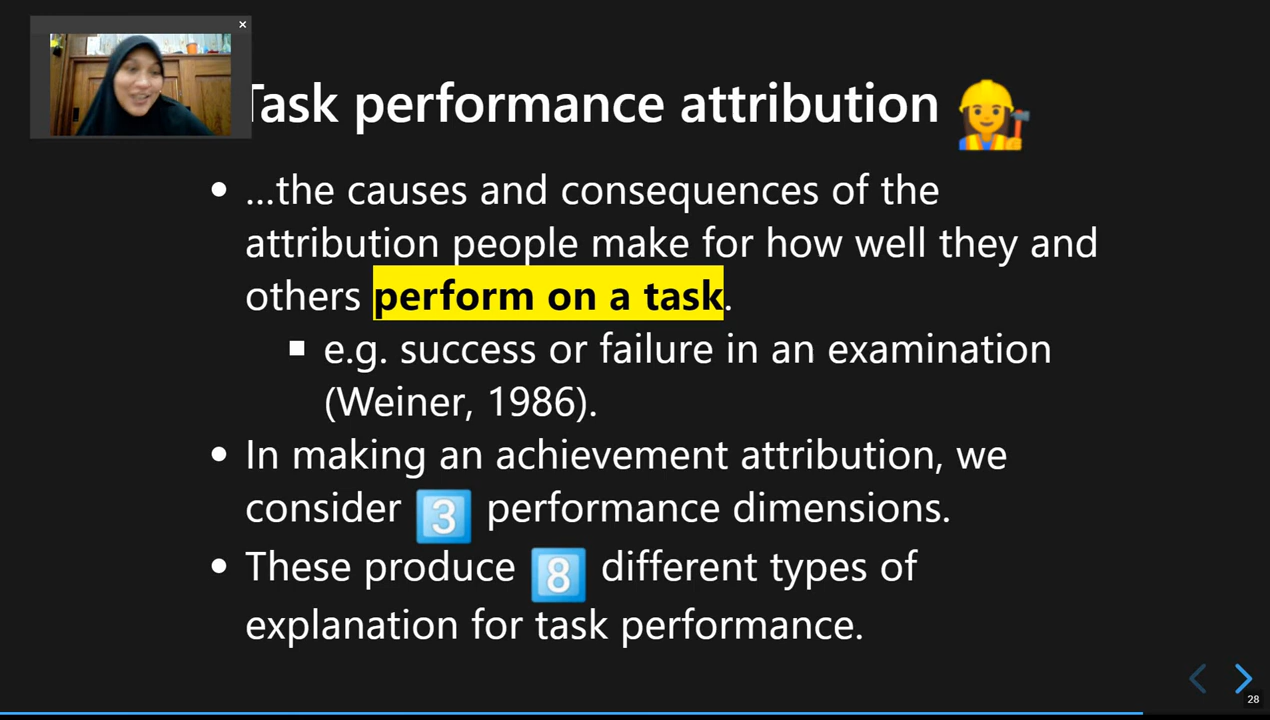 Task performance attribution
• ...the causes and consequences of the
attribution people make for how well they and
others perform on a task.
▪ e.g. success or failure in an examination
(Weiner, 1986).
• In making an achievement attribution, we
consider 3 performance dimensions.
• These produce 8 different types of
explanation for task performance.
28